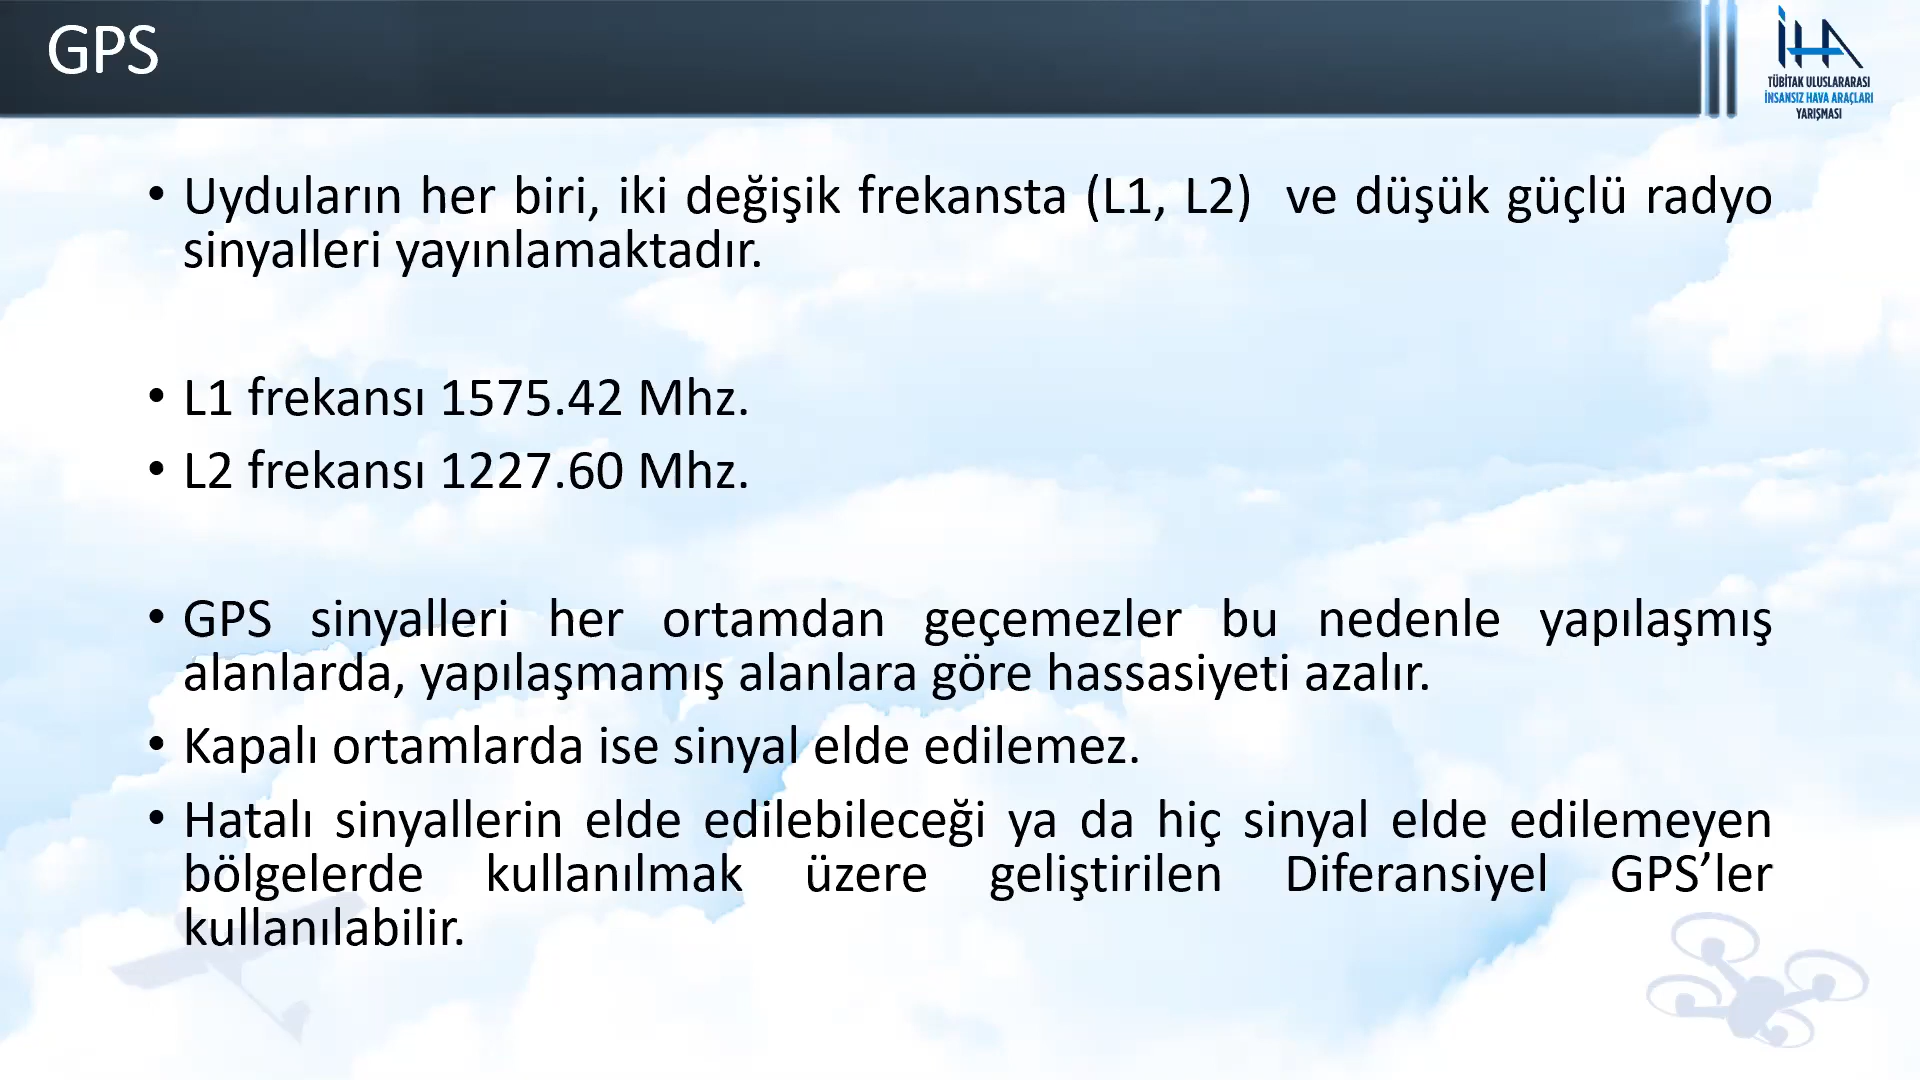 GPS
İHA
TÜBİTAK ULUSLARARASI
İNSANSIZ HAVA ARAÇLARI
YARIŞMASI
• Uyduların her biri, iki değişik frekansta (L1, L2)  ve düşük güçlü radyo
sinyalleri yayınlamaktadır.
• L1 frekansı 1575.42 Mhz.
• L2 frekansı 1227.60 Mhz.
• GPS sinyalleri her ortamdan geçemezler bu nedenle yapılaşmış
alanlarda, yapılaşmamış alanlara göre hassasiyeti azalır.
• Kapalı ortamlarda ise sinyal elde edilemez.
• Hatalı sinyallerin elde edilebileceği ya da hiç sinyal elde edilemeyen
bölgelerde kullanılmak üzere geliştirilen Diferansiyel GPS’ler
kullanılabilir.